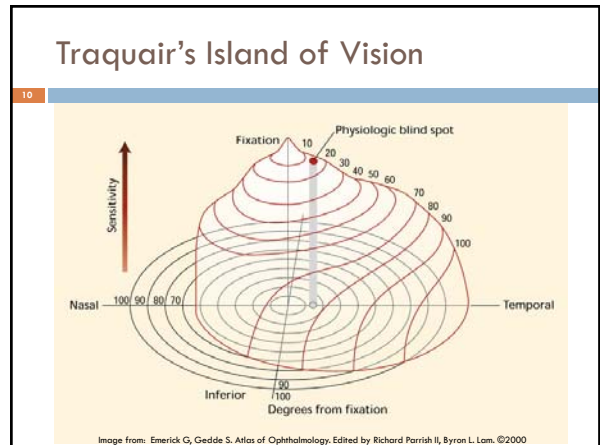 Traquair's Island of Vision
10
Fixation
Physiologic blind spot
10
20
30
40
50
60
70
80
90
100
Sensitivity
Nasal
100 90 80 70
Temporal
Inferior
90
100
Degrees from fixation
Image from: Emerick G, Gedde S. Atlas of Ophthalmology. Edited by Richard Parrish II, Byron L. Lam. ©2000